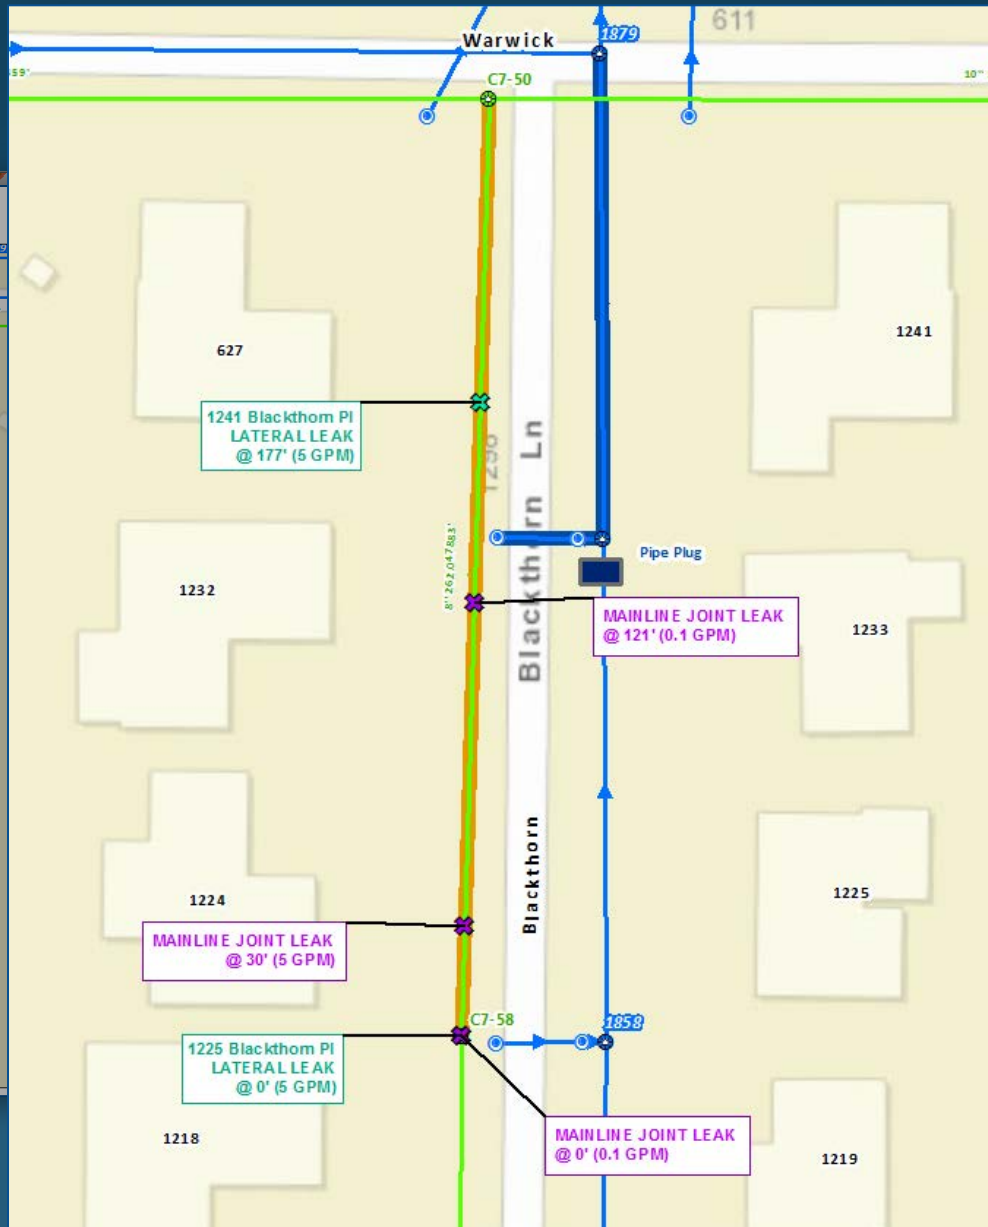 611
Warwick
1879
59'
C7-50
10"
627
1241
1241 Blackthorn Pl
LATERAL LEAK
@ 177' (5 GPM)
Blackthorn Ln
Pipe Plug
1232
MAINLINE JOINT LEAK
@ 121' (0.1 GPM)
1233
1224
Blackthorn
1225
MAINLINE JOINT LEAK
@ 30' (5 GPM)
C7-58
1858
1225 Blackthorn Pl
LATERAL LEAK
@ 0' (5 GPM)
1218
MAINLINE JOINT LEAK
@ 0' (0.1 GPM)
1219